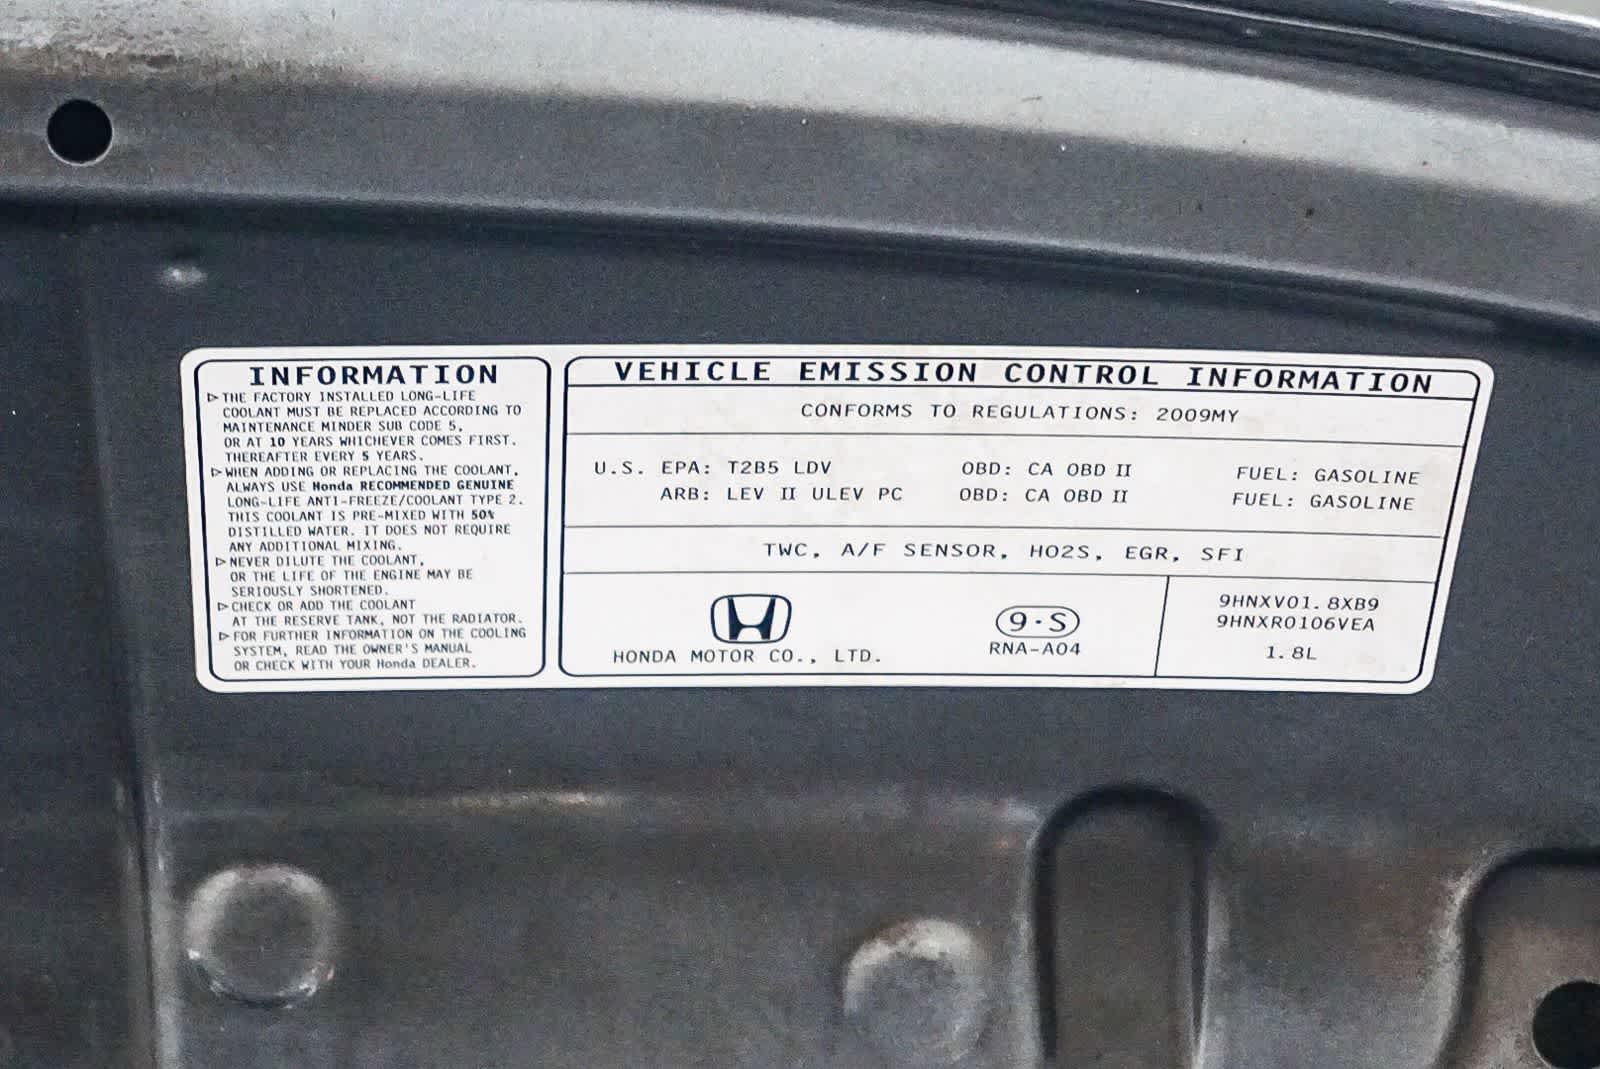 INFORMATION
▷THE FACTORY INSTALLED LONG-LIFE
COOLANT MUST BE REPLACED ACCORDING TO
MAINTENANCE MINDER SUB CODE 5,
OR AT 10 YEARS WHICHEVER COMES FIRST.
THEREAFTER EVERY 5 YEARS.
▷WHEN ADDING OR REPLACING THE COOLANT,
ALWAYS USE Honda RECOMMENDED GENUINE
LONG-LIFE ANTI-FREEZE/COOLANT TYPE 2.
THIS COOLANT IS PRE-MIXED WITH 50%
DISTILLED WATER. IT DOES NOT REQUIRE
ANY ADDITIONAL MIXING.
▷NEVER DILUTE THE COOLANT,
OR THE LIFE OF THE ENGINE MAY BE
SERIOUSLY SHORTENED.
▷CHECK OR ADD THE COOLANT
AT THE RESERVE TANK, NOT THE RADIATOR.
▷FOR FURTHER INFORMATION ON THE COOLING
SYSTEM, READ THE OWNER'S MANUAL
OR CHECK WITH YOUR Honda DEALER.
VEHICLE EMISSION CONTROL INFORMATION
CONFORMS TO REGULATIONS: 2009MY
U.S. EPA: T2B5 LDV OBD: CA OBD II FUEL: GASOLINE
ARB: LEV II ULEV PC OBD: CA OBD II FUEL: GASOLINE
TWC, A/F SENSOR, HO2S, EGR, SFI
HONDA MOTOR CO., LTD.
9·S
RNA-A04
9HNXV01.8XB9
9HNXR0106VEA
1.8L